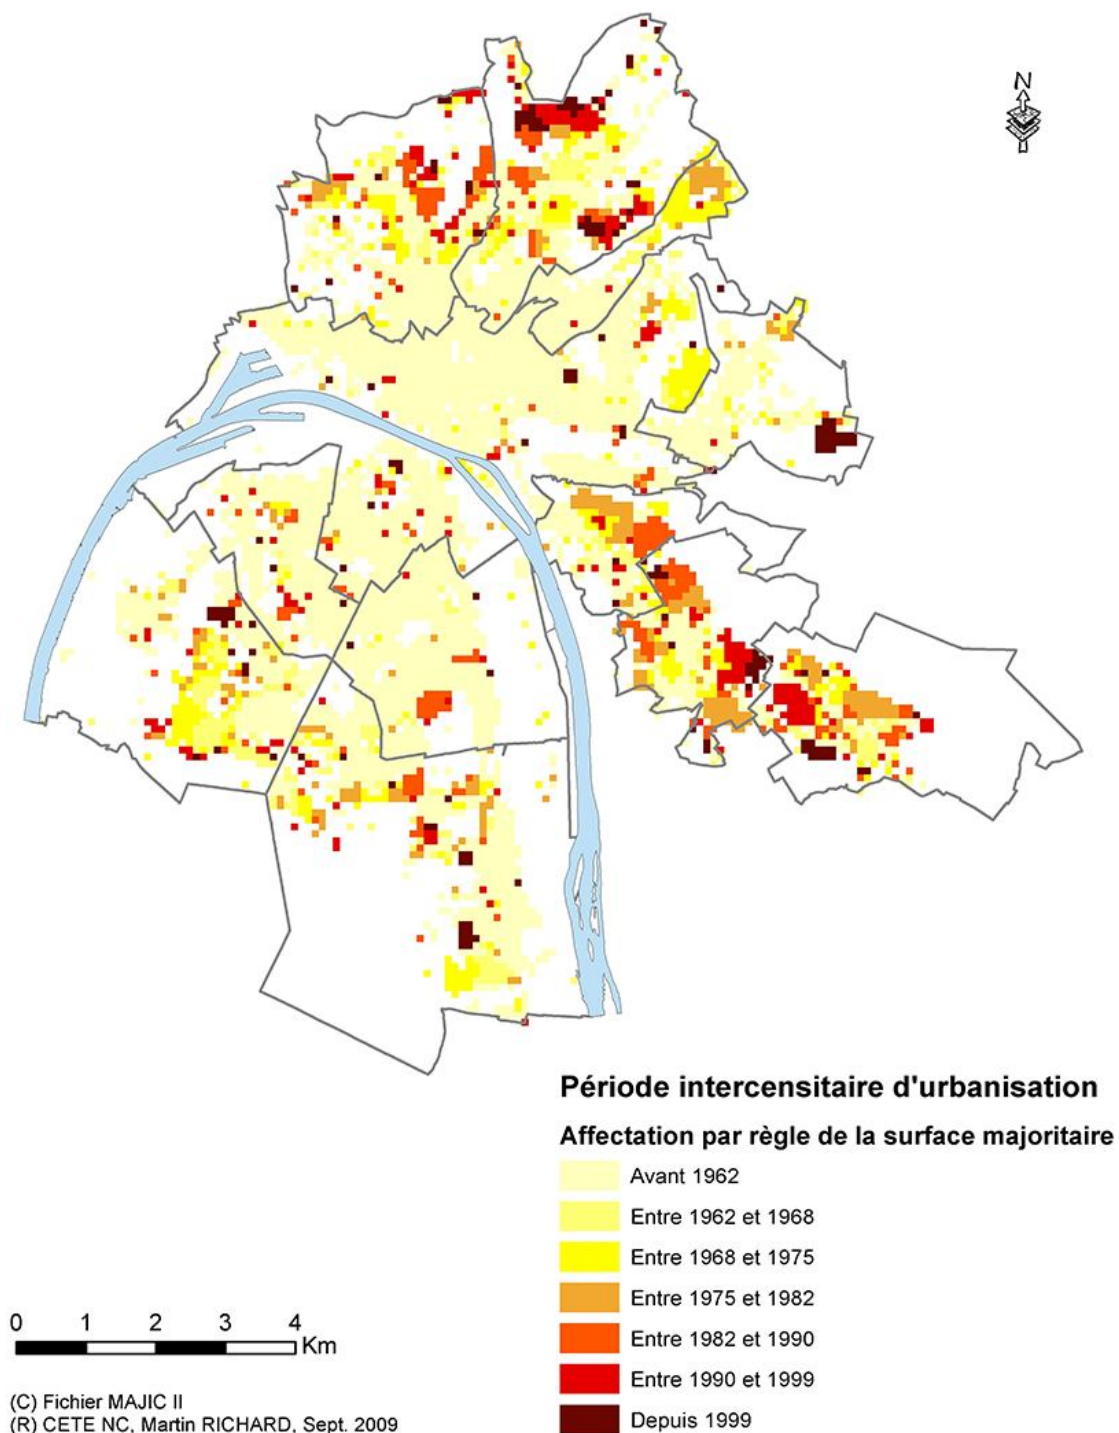 N
Période intercensitaire d'urbanisation
Affectation par règle de la surface majoritaire
Avant 1962
Entre 1962 et 1968
Entre 1968 et 1975
Entre 1975 et 1982
Entre 1982 et 1990
Entre 1990 et 1999
Depuis 1999
0 1 2 3 4
Km
(C) Fichier MAJIC II
(R) CETE NC, Martin RICHARD, Sept. 2009